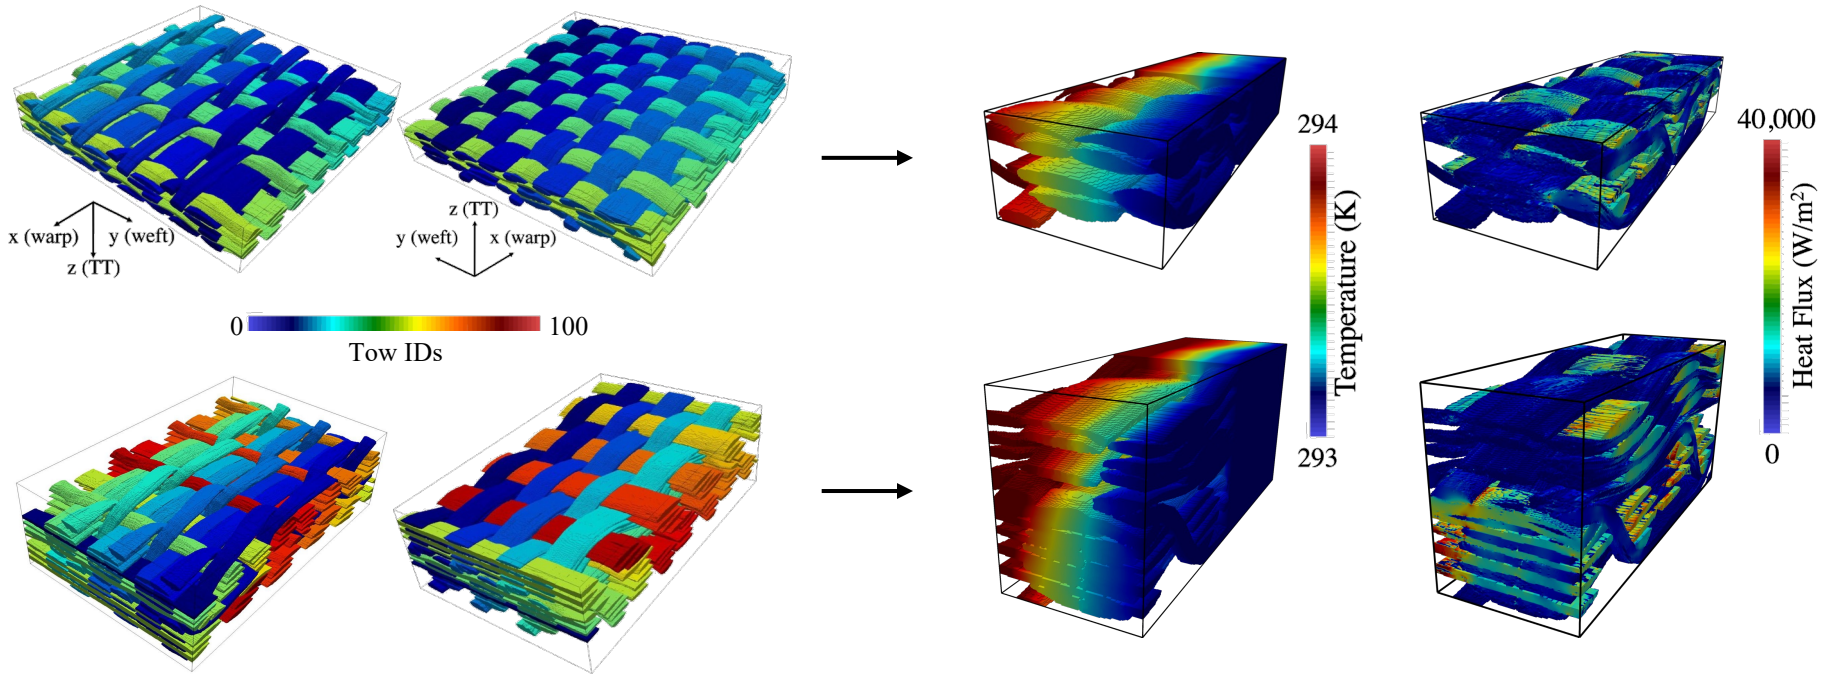 x (warp)
y (weft)
z (TT)
z (TT)
y (weft)
x (warp)
0
100
Tow IDs
294
Temperature (K)
293
40,000
Heat Flux (W/m²)
0